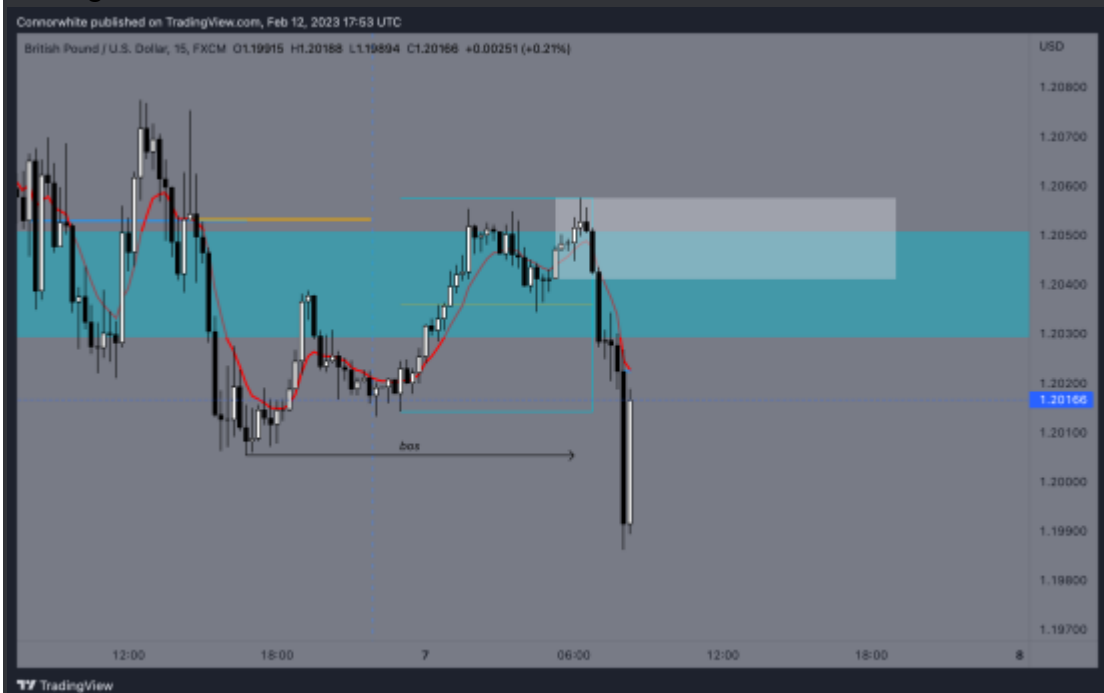 Connorwhite published on TradingView.com, Feb 12, 2023 17:53 UTC
British Pound / U.S. Dollar, 15, FXCM O1.19915 H1.20188 L1.19894 C1.20166 +0.00251 (+0.21%)
USD
1.20800
1.20700
1.20600
1.20500
1.20400
1.20300
1.20200
1.20166
1.20100
bos
1.20000
1.19900
1.19800
1.19700
12:00 18:00 7 06:00 12:00 18:00 8
TradingView